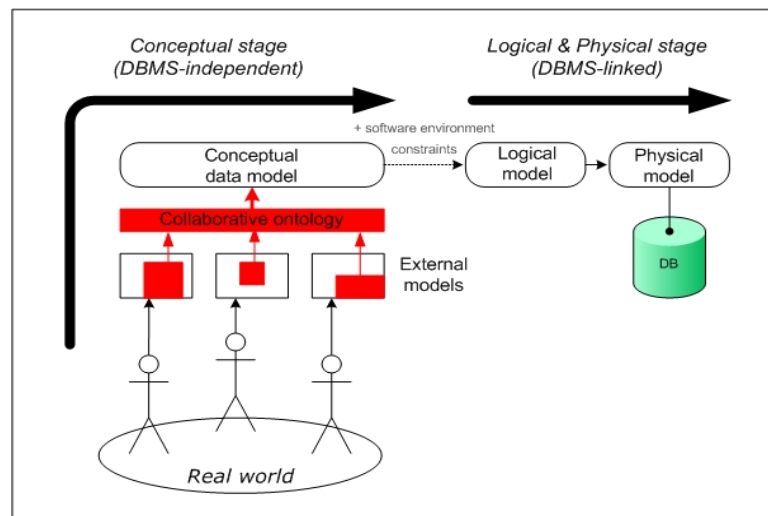 Conceptual stage
(DBMS-independent)
Logical & Physical stage
(DBMS-linked)
+ software environment
constraints
Conceptual
data model
Logical
model
Physical
model
Collaborative ontology
External
models
DB
Real world